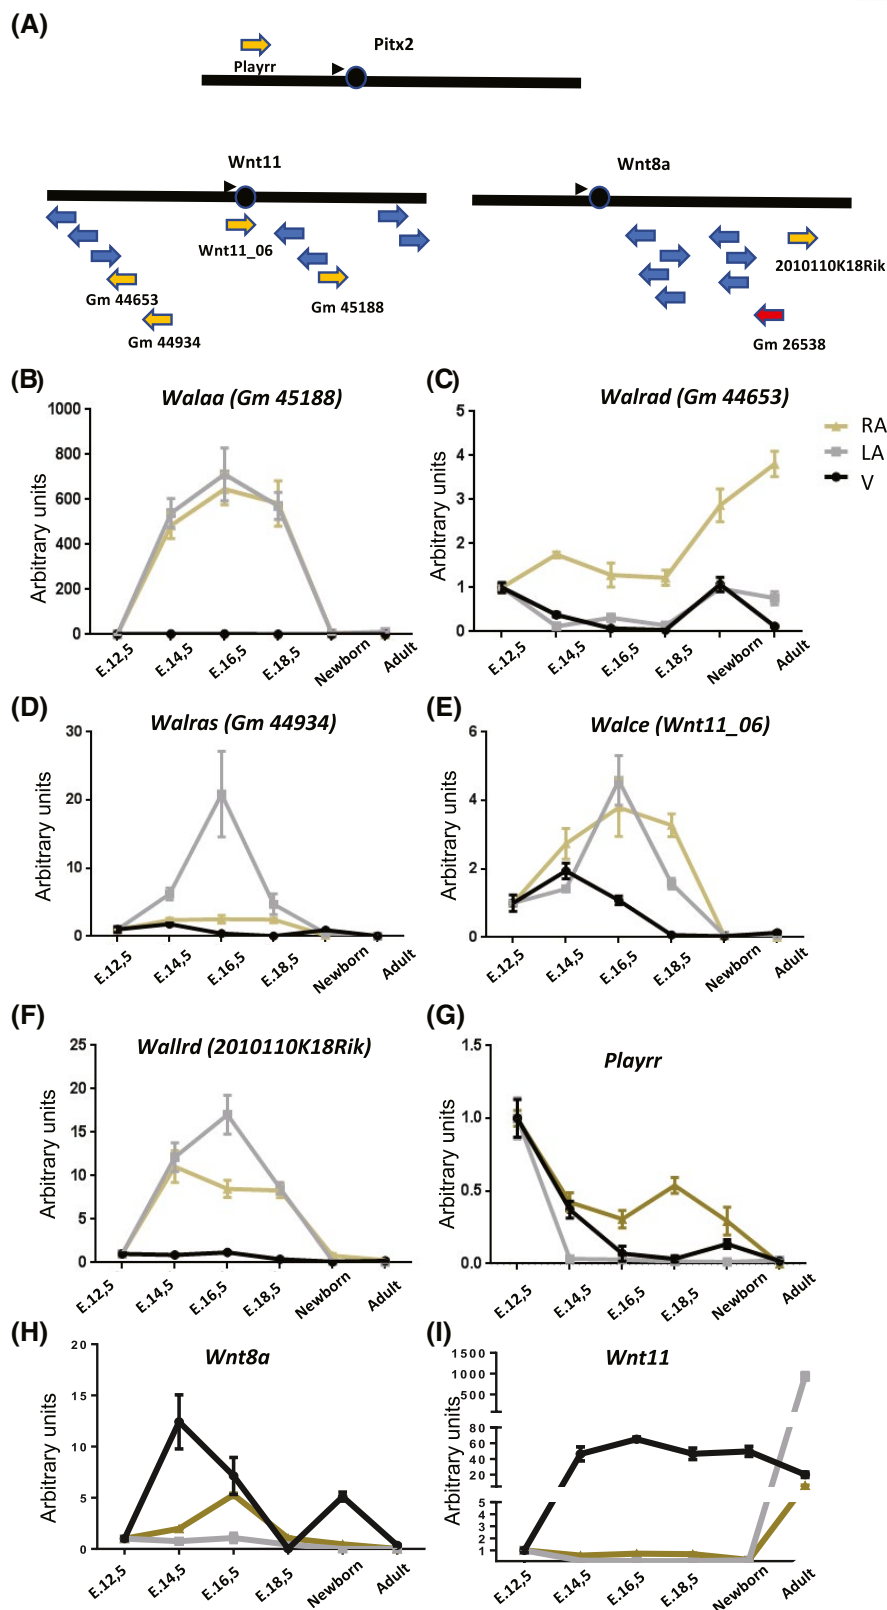 (A)
Pitx2
Playrr
Wnt11
Wnt8a
Wnt11_06
2010110K18Rik
Gm 44653
Gm 45188
Gm 44934
Gm 26538
(B)
Walaa (Gm 45188)
Arbitrary units
1000
800
600
400
200
0
E.12,5
E.14,5
E.16,5
E.18,5
Newborn
Adult
(C)
Walrad (Gm 44653)
Arbitrary units
5
4
3
2
1
0
E.12,5
E.14,5
E.16,5
E.18,5
Newborn
Adult
RA
LA
V
(D)
Walras (Gm 44934)
Arbitrary units
30
20
10
0
E.12,5
E.14,5
E.16,5
E.18,5
Newborn
Adult
(E)
Walce (Wnt11_06)
Arbitrary units
6
4
2
0
E.12,5
E.14,5
E.16,5
E.18,5
Newborn
Adult
(F)
Wallrd (2010110K18Rik)
Arbitrary units
25
20
15
10
5
0
E.12,5
E.14,5
E.16,5
E.18,5
Newborn
Adult
(G)
Playrr
Arbitrary units
1.5
1.0
0.5
0.0
E.12,5
E.14,5
E.16,5
E.18,5
Newborn
Adult
(H)
Wnt8a
Arbitrary units
20
15
10
5
0
E.12,5
E.14,5
E.16,5
E.18,5
Newborn
Adult
(I)
Wnt11
Arbitrary units
1500
1000
500
80
60
40
20
5
4
3
2
1
E.12,5
E.14,5
E.16,5
E.18,5
Newborn
Adult